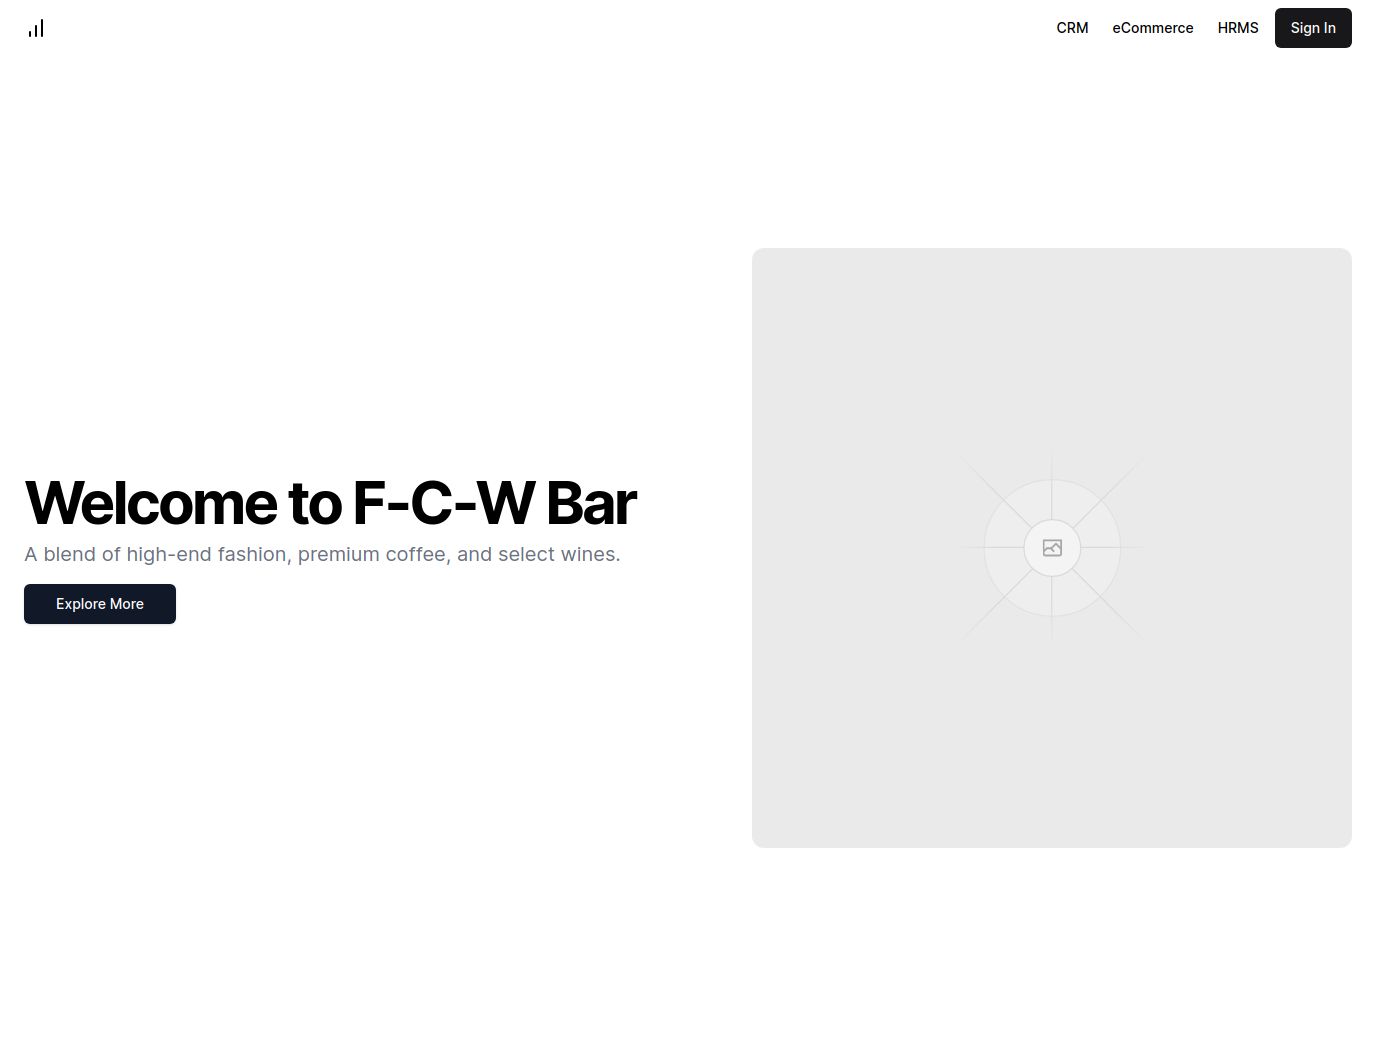 CRM eCommerce HRMS Sign In
Welcome to F-C-W Bar
A blend of high-end fashion, premium coffee, and select wines.
Explore More